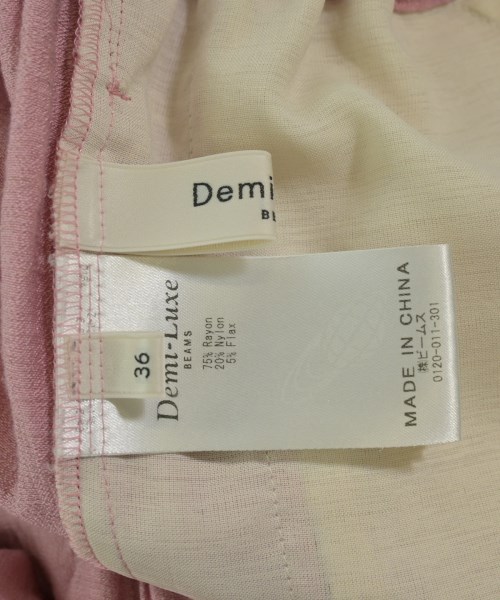 Demi
BE
36
Demi-Luxe
BEAMS
75% Rayon
20% Nylon
5% Flax
MADE IN CHINA
㈱ビームス
0120-011-301